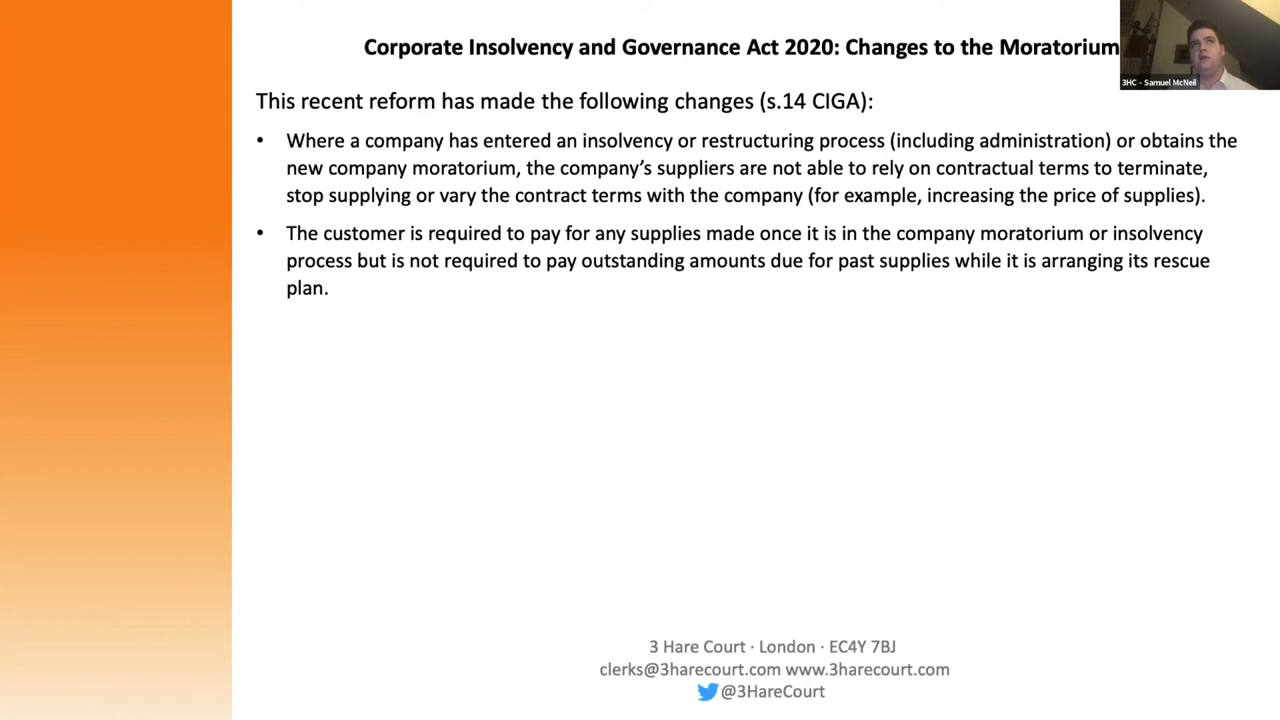 Corporate Insolvency and Governance Act 2020: Changes to the Moratorium
3HC - Samuel McNeil
This recent reform has made the following changes (s.14 CIGA):
• Where a company has entered an insolvency or restructuring process (including administration) or obtains the
new company moratorium, the company’s suppliers are not able to rely on contractual terms to terminate,
stop supplying or vary the contract terms with the company (for example, increasing the price of supplies).
• The customer is required to pay for any supplies made once it is in the company moratorium or insolvency
process but is not required to pay outstanding amounts due for past supplies while it is arranging its rescue
plan.
3 Hare Court · London · EC4Y 7BJ
clerks@3harecourt.com www.3harecourt.com
@3HareCourt